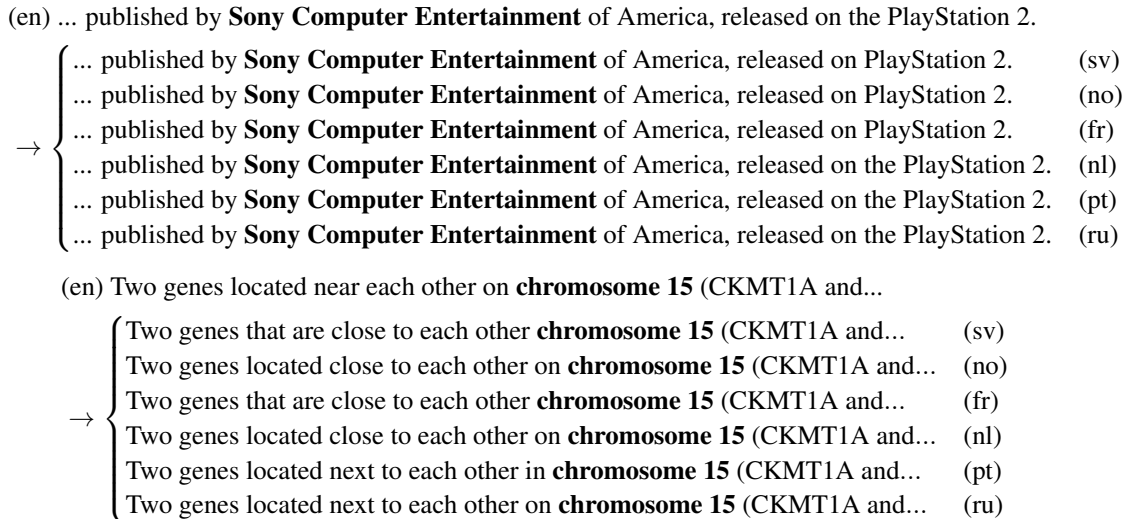 (en) ... published by Sony Computer Entertainment of America, released on the PlayStation 2.
... published by Sony Computer Entertainment of America, released on PlayStation 2. (sv)
... published by Sony Computer Entertainment of America, released on PlayStation 2. (no)
... published by Sony Computer Entertainment of America, released on PlayStation 2. (fr)
→ ... published by Sony Computer Entertainment of America, released on the PlayStation 2. (nl)
... published by Sony Computer Entertainment of America, released on the PlayStation 2. (pt)
... published by Sony Computer Entertainment of America, released on the PlayStation 2. (ru)
(en) Two genes located near each other on chromosome 15 (CKMT1A and...
Two genes that are close to each other chromosome 15 (CKMT1A and... (sv)
Two genes located close to each other on chromosome 15 (CKMT1A and... (no)
Two genes that are close to each other chromosome 15 (CKMT1A and... (fr)
→ Two genes located close to each other on chromosome 15 (CKMT1A and... (nl)
Two genes located next to each other in chromosome 15 (CKMT1A and... (pt)
Two genes located next to each other on chromosome 15 (CKMT1A and... (ru)